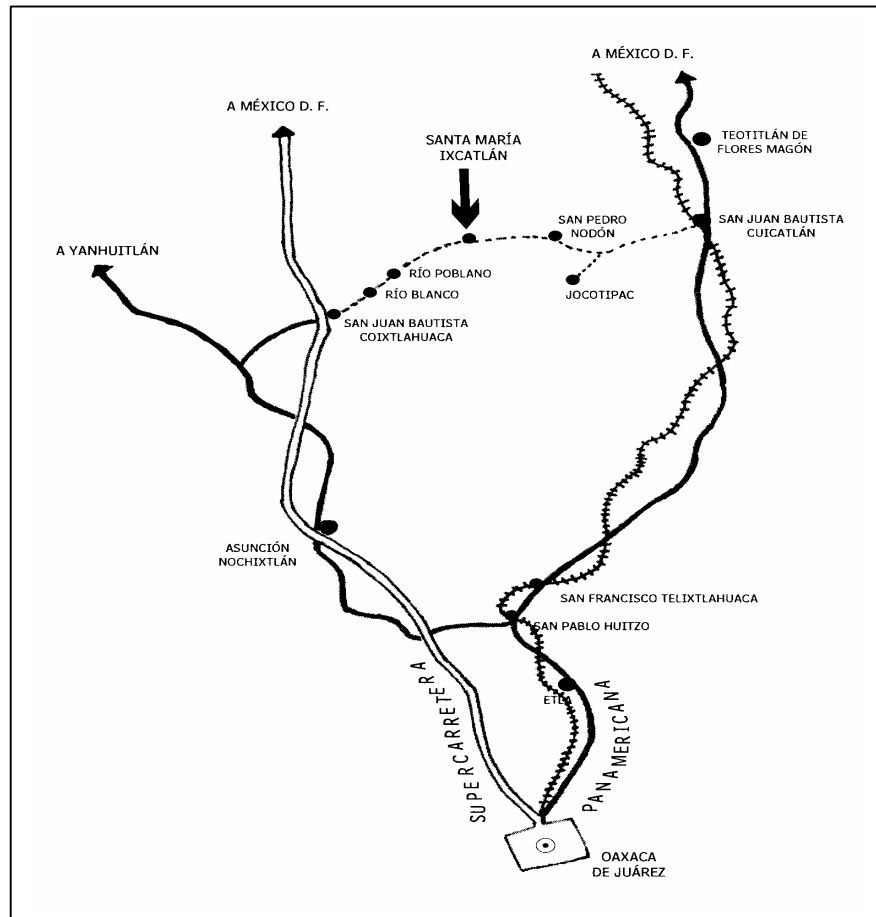 A MÉXICO D. F.
A MÉXICO D. F.
TEOTITLÁN DE
FLORES MAGÓN
SANTA MARÍA
IXCATLÁN
SAN PEDRO
NODÓN
SAN JUAN BAUTISTA
CUICATLÁN
A YANHUITLÁN
RÍO POBLANO
RÍO BLANCO
JOCOTIPAC
SAN JUAN BAUTISTA
COIXTLAHUACA
ASUNCIÓN
NOCHIXTLÁN
SAN FRANCISCO TELIXTLAHUACA
SAN PABLO HUITZO
ETLA
SUPERCARRETERA
PANAMERICANA
OAXACA
DE JUÁREZ